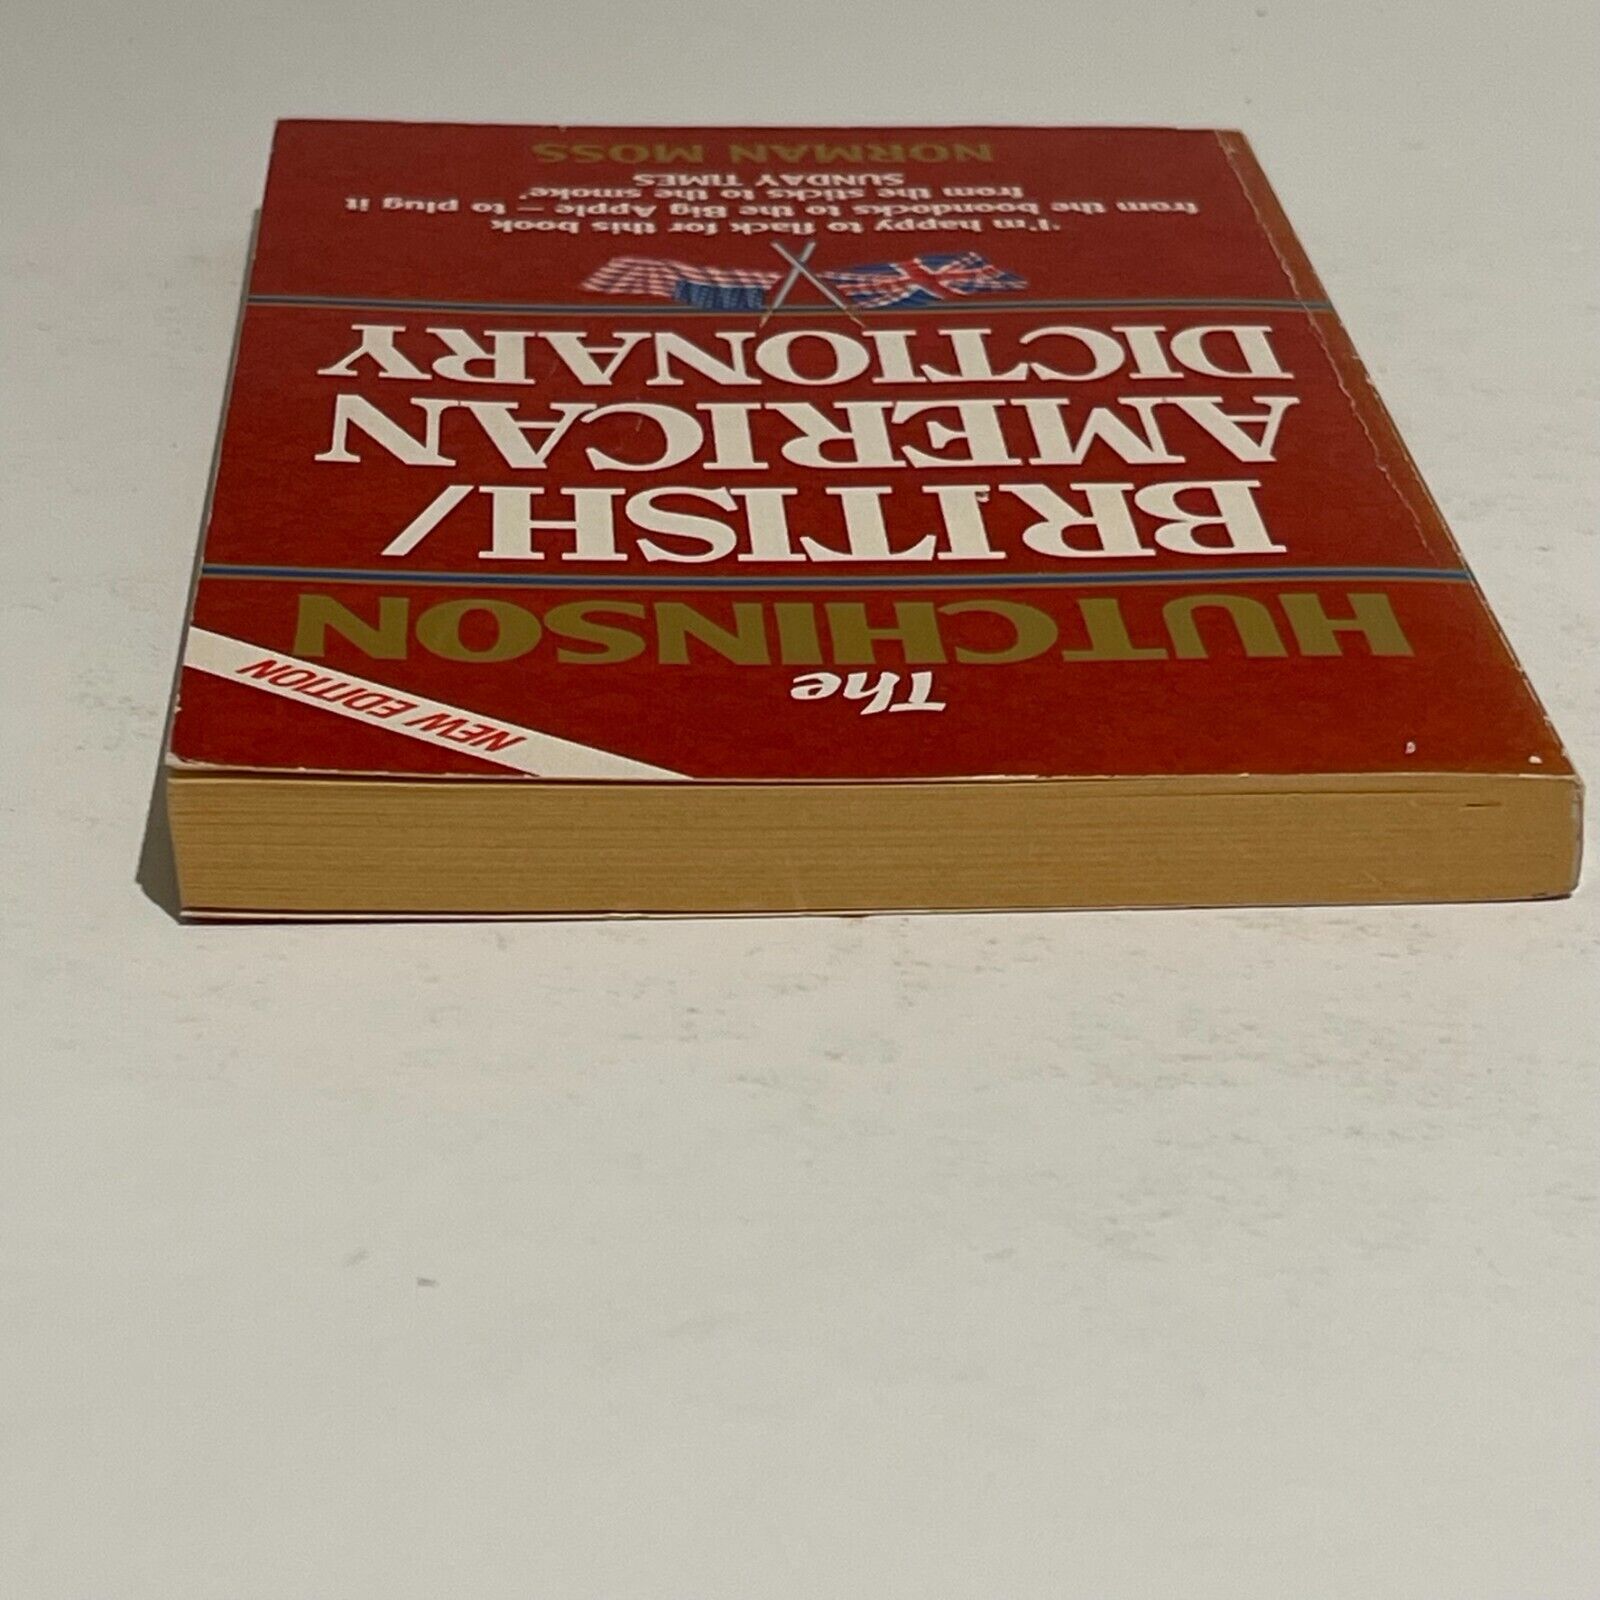 The
HUTCHINSON
NEW EDITION
BRITISH/
AMERICAN
DICTIONARY
'I'm happy to flack for this book
from the boondocks to the Big Apple – to plug it
from the sticks to the smoke'
SUNDAY TIMES
NORMAN MOSS